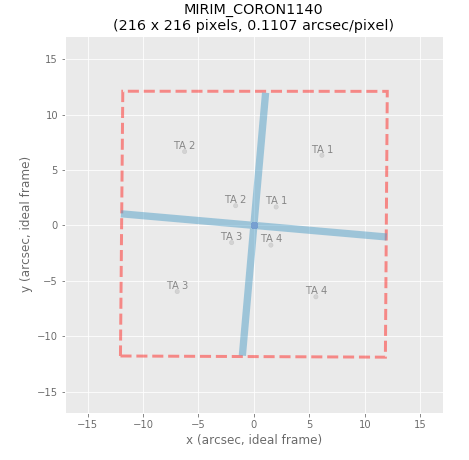 MIRIM_CORON1140
(216 x 216 pixels, 0.1107 arcsec/pixel)
15
10
5
0
−5
−10
−15
y (arcsec, ideal frame)
TA 2
TA 1
TA 2
TA 1
TA 3
TA 4
TA 3
TA 4
−15
−10
−5
0
5
10
15
x (arcsec, ideal frame)